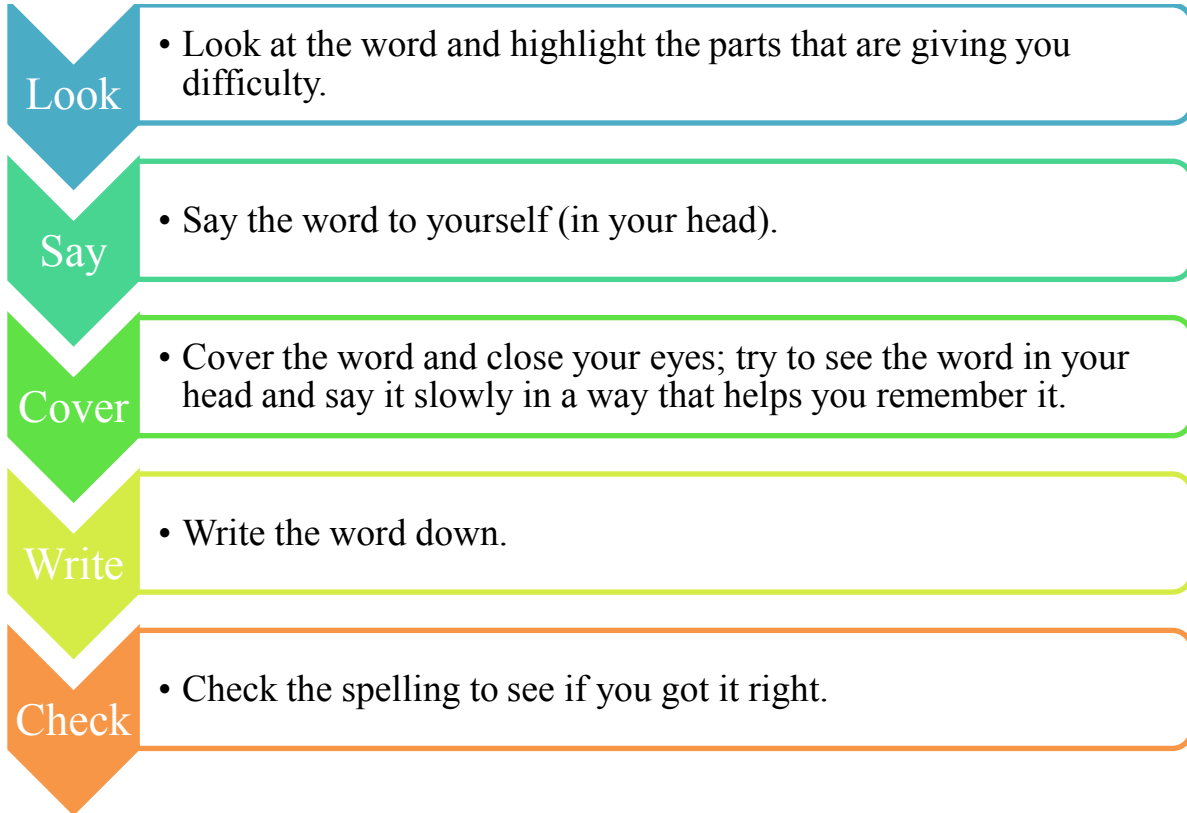 Look
• Look at the word and highlight the parts that are giving you
difficulty.
Say
• Say the word to yourself (in your head).
Cover
• Cover the word and close your eyes; try to see the word in your
head and say it slowly in a way that helps you remember it.
Write
• Write the word down.
Check
• Check the spelling to see if you got it right.